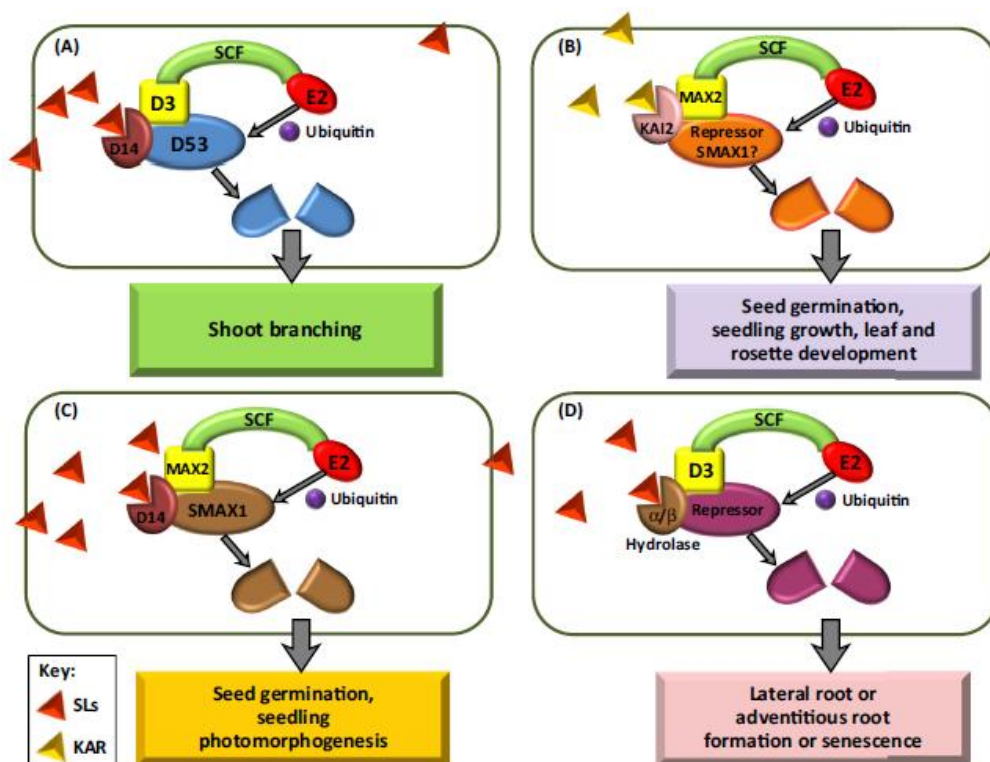 (A)
SCF
D3
E2
D14
D53
Ubiquitin
Shoot branching
(B)
SCF
MAX2
E2
KAI2
Repressor
SMAX1?
Ubiquitin
Seed germination,
seedling growth, leaf and
rosette development
(C)
SCF
MAX2
E2
D14
SMAX1
Ubiquitin
Seed germination,
seedling
photomorphogenesis
(D)
SCF
D3
E2
α/β
Hydrolase
Repressor
Ubiquitin
Lateral root or
adventitious root
formation or senescence
Key:
SLs
KAR